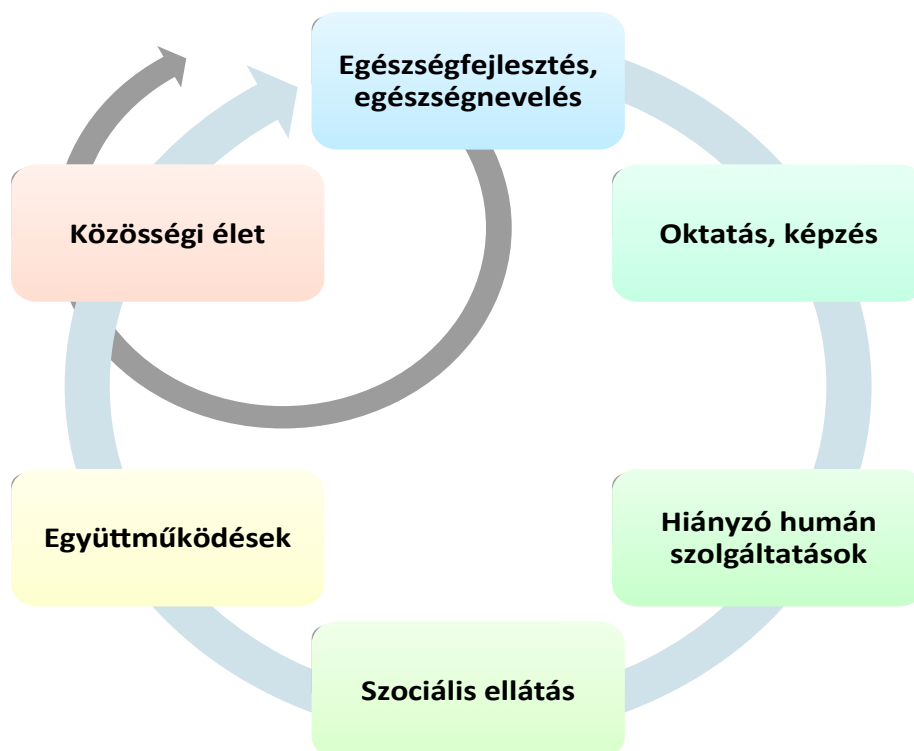 Egészségfejlesztés,
egészségnevelés
Oktatás, képzés
Hiányzó humán
szolgáltatások
Szociális ellátás
Együttműködések
Közösségi élet